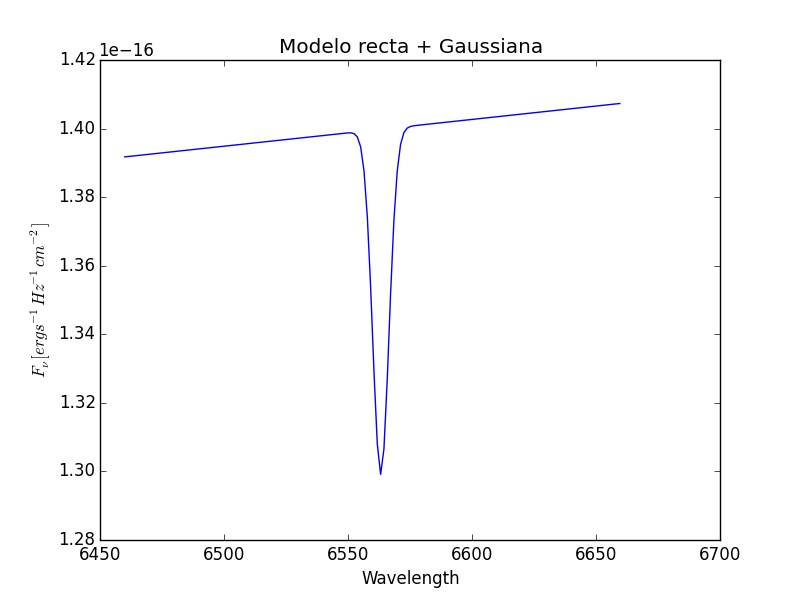 Modelo recta + Gaussiana
1e−16
1.42
1.40
1.38
1.36
1.34
1.32
1.30
1.28
6450 6500 6550 6600 6650 6700
Wavelength
F_ν [ergs^{−1} Hz^{−1} cm^{−2}]